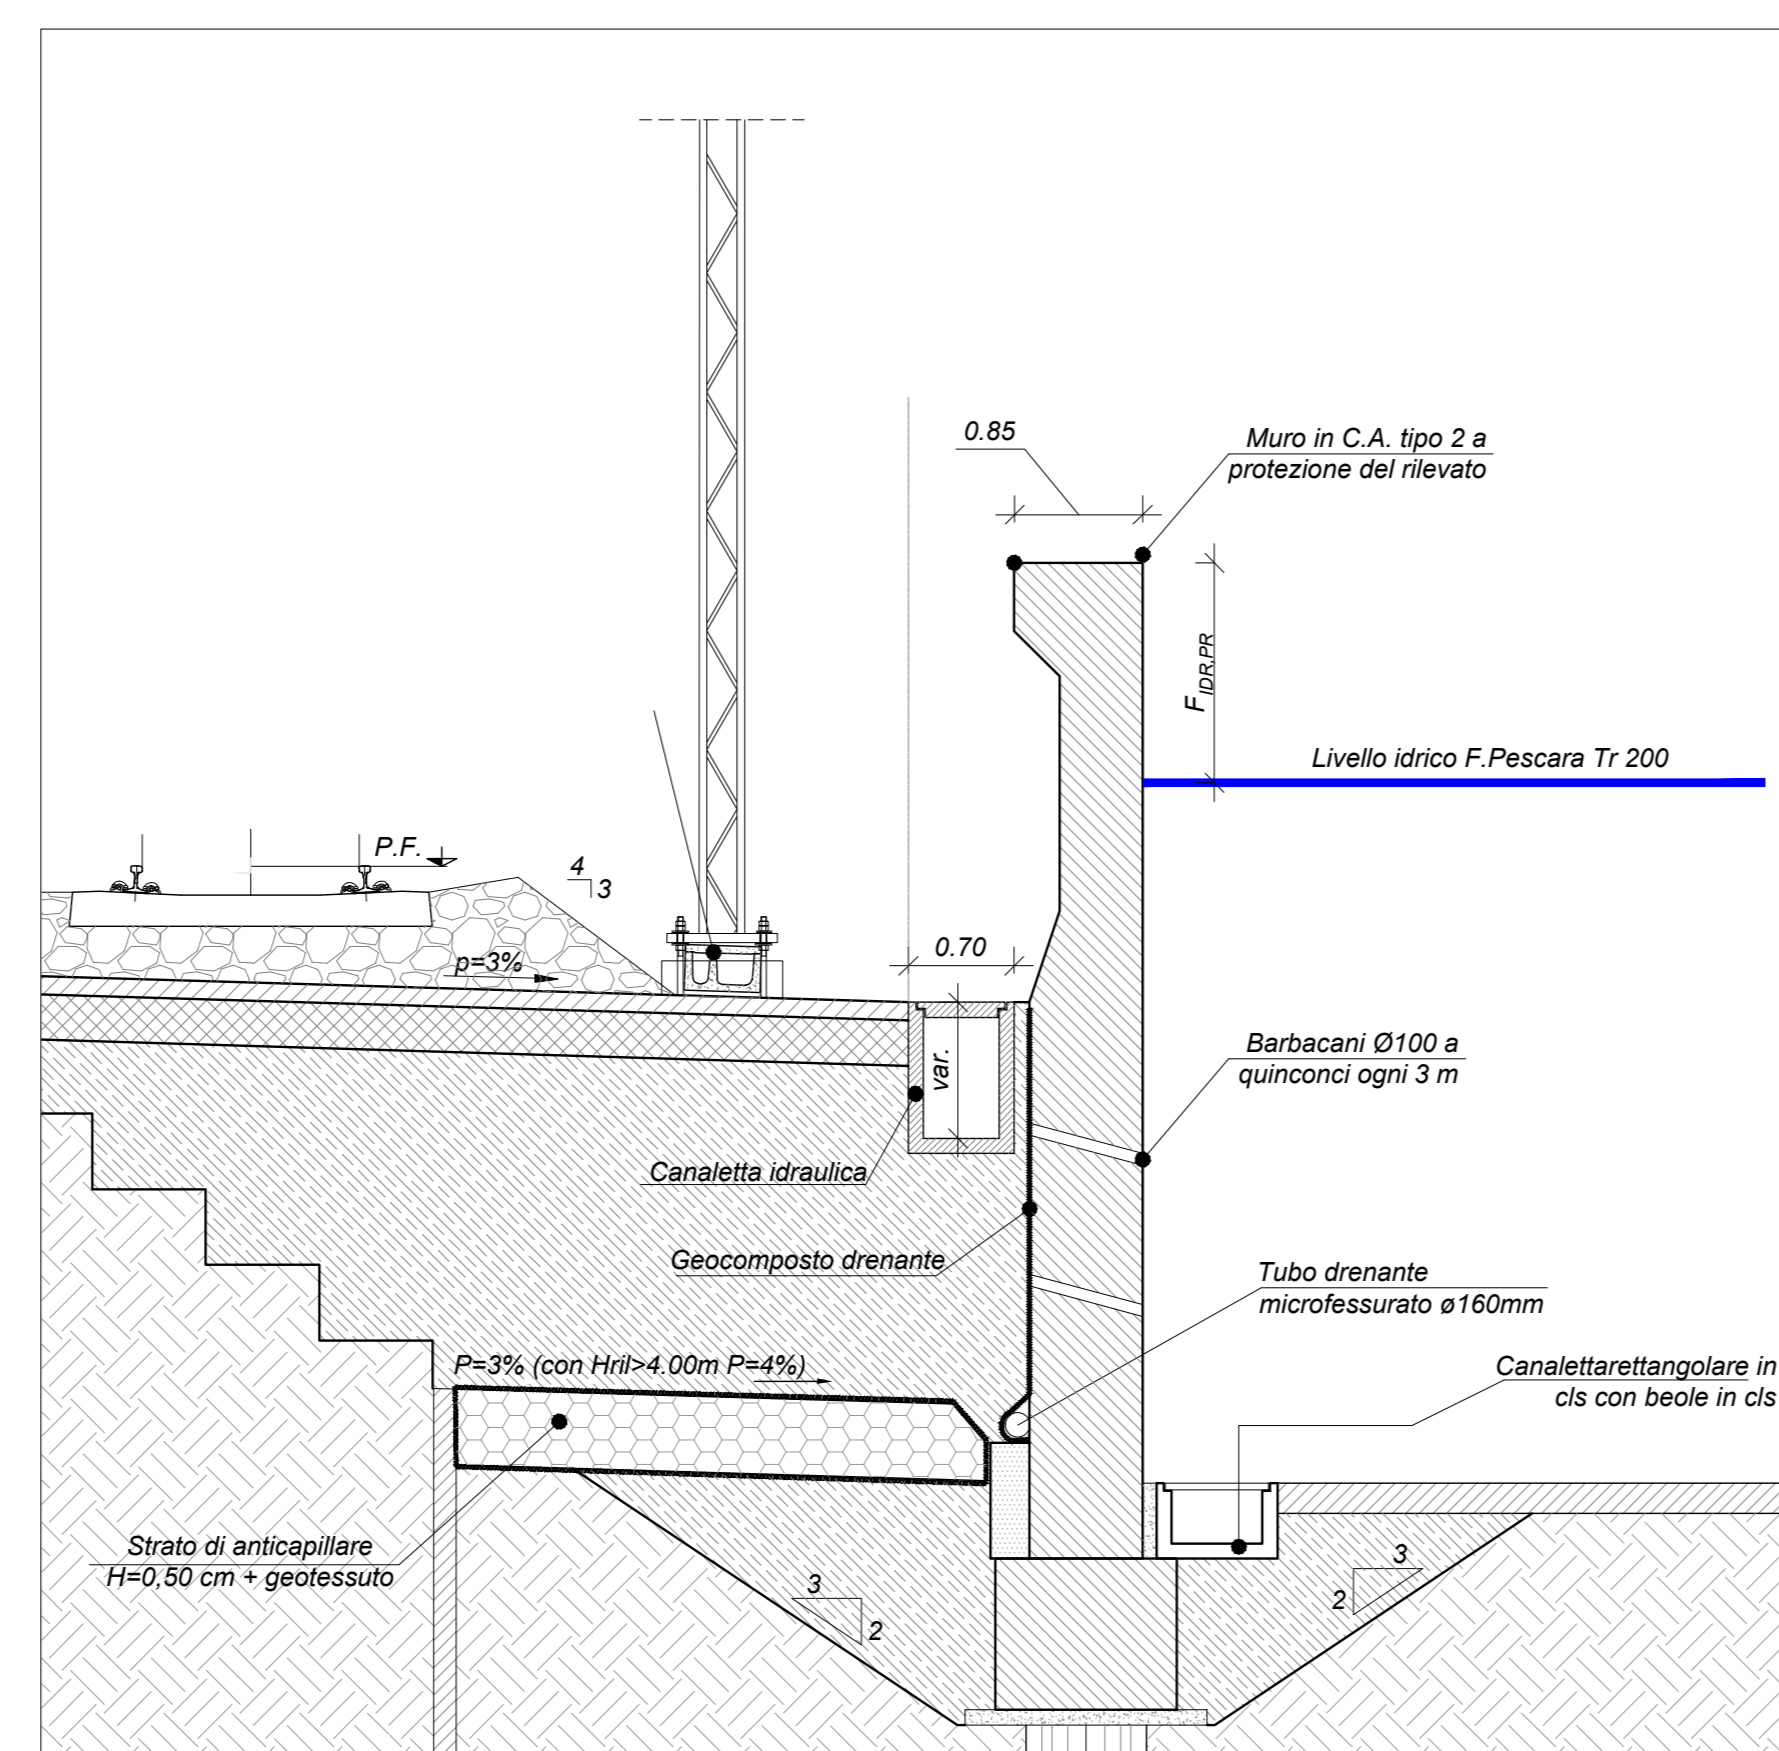 0.85
Muro in C.A. tipo 2 a
protezione del rilevato
F IDR,PR
Livello idrico F.Pescara Tr 200
P.F.
4
3
p=3%
0.70
var.
Barbacani Ø100 a
quinconci ogni 3 m
Canaletta idraulica
Geocomposto drenante
Tubo drenante
microfessurato ø160mm
P=3% (con Hril>4.00m P=4%)
Canalettarettangolare in
cls con beole in cls
Strato di anticapillare
H=0,50 cm + geotessuto
3
2
3
2